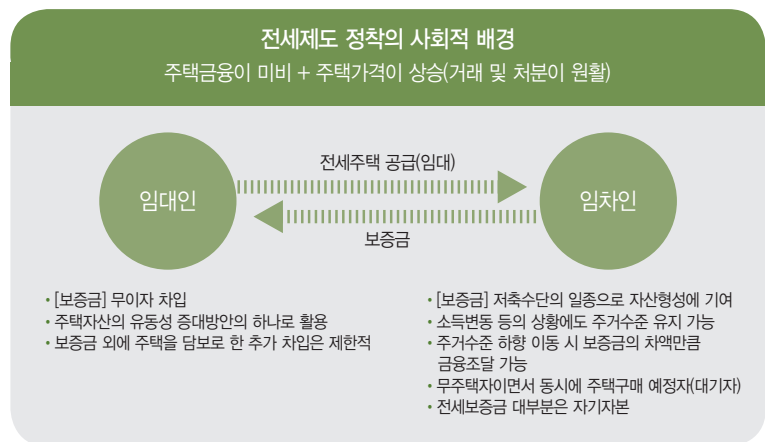 전세제도 정착의 사회적 배경
주택금융이 미비 + 주택가격이 상승(거래 및 처분이 원활)
전세주택 공급(임대)
임대인
임차인
보증금
• [보증금] 무이자 차입
• 주택자산의 유동성 증대방안의 하나로 활용
• 보증금 외에 주택을 담보로 한 추가 차입은 제한적
• [보증금] 저축수단의 일종으로 자산형성에 기여
• 소득변동 등의 상황에도 주거수준 유지 가능
• 주거수준 하향 이동 시 보증금의 차액만큼
금융조달 가능
• 무주택자이면서 동시에 주택구매 예정자(대기자)
• 전세보증금 대부분은 자기자본